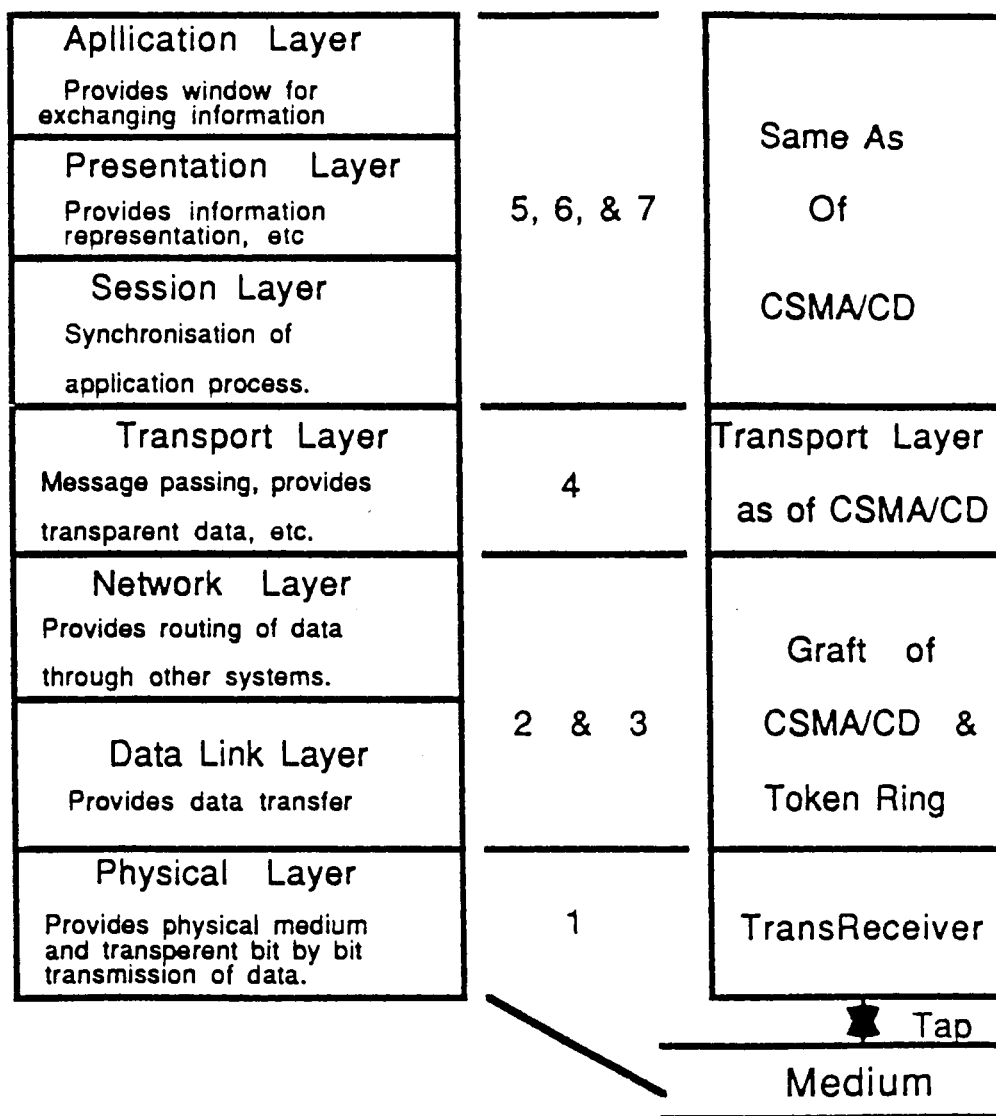 Apllication Layer
Provides window for
exchanging information
Presentation Layer
Provides information
representation, etc
Session Layer
Synchronisation of
application process.
Transport Layer
Message passing, provides
transparent data, etc.
Network Layer
Provides routing of data
through other systems.
Data Link Layer
Provides data transfer
Physical Layer
Provides physical medium
and transperent bit by bit
transmission of data.
5, 6, & 7
4
2 & 3
1
Same As
Of
CSMA/CD
Transport Layer
as of CSMA/CD
Graft of
CSMA/CD &
Token Ring
TransReceiver
Tap
Medium